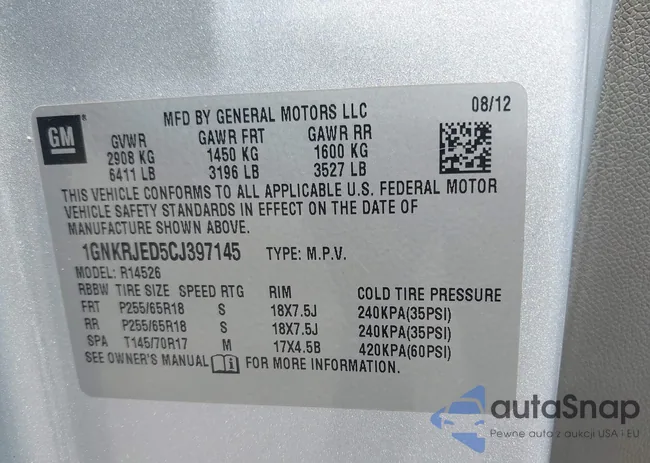 MFD BY GENERAL MOTORS LLC 08/12
GM ®
GVWR GAWR FRT GAWR RR
2908 KG 1450 KG 1600 KG
6411 LB 3196 LB 3527 LB
THIS VEHICLE CONFORMS TO ALL APPLICABLE U.S. FEDERAL MOTOR
VEHICLE SAFETY STANDARDS IN EFFECT ON THE DATE OF
MANUFACTURE SHOWN ABOVE.
1GNKRJED5CJ397145 TYPE: M.P.V.
MODEL: R14526
RBBW TIRE SIZE SPEED RTG RIM COLD TIRE PRESSURE
FRT P255/65R18 S 18X7.5J 240KPA(35PSI)
RR P255/65R18 S 18X7.5J 240KPA(35PSI)
SPA T145/70R17 M 17X4.5B 420KPA(60PSI)
SEE OWNER'S MANUAL FOR MORE INFORMATION.
autaSnap
Pewne auto z aukcji USA i EU